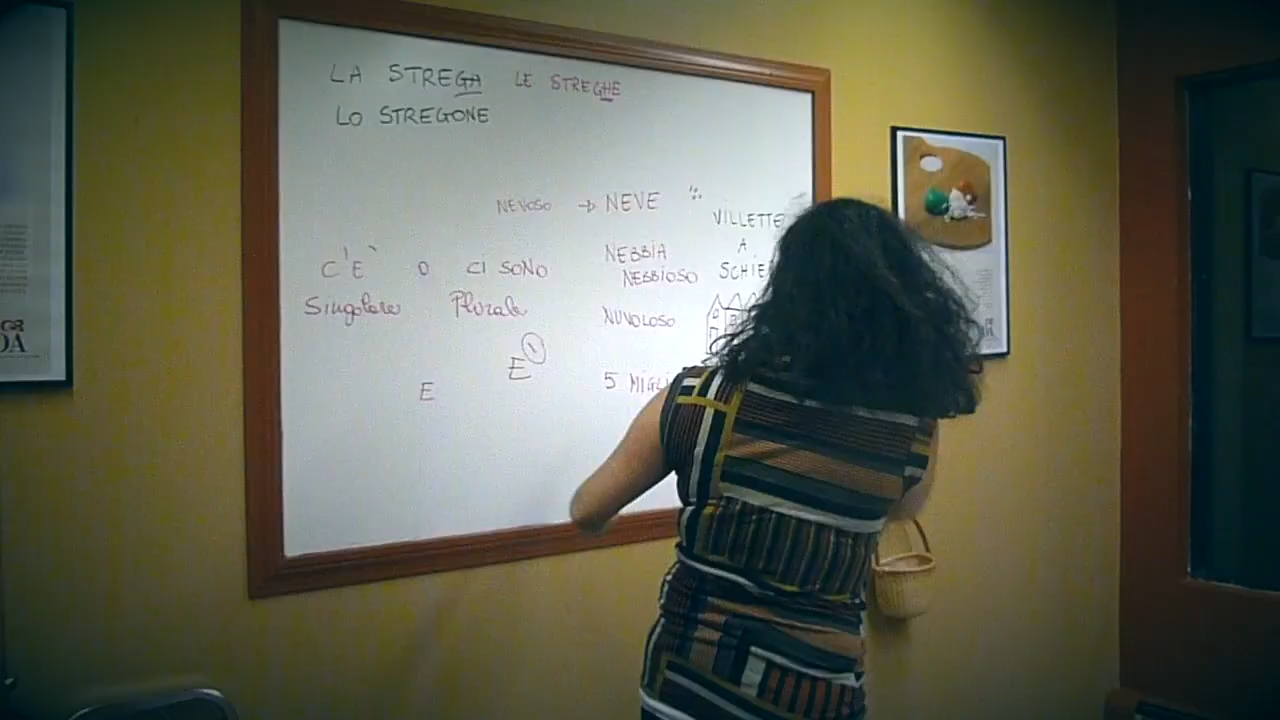 LA STREGA LE STREGHE
LO STREGONE
NEVOSO → NEVE
VILLETTE
A
SCHIE
NEBBIA
NEBBIOSO
C'E` O CI SONO
Singolare Plurale
NUVOLOSO
E
E
5 MIGLI
DA